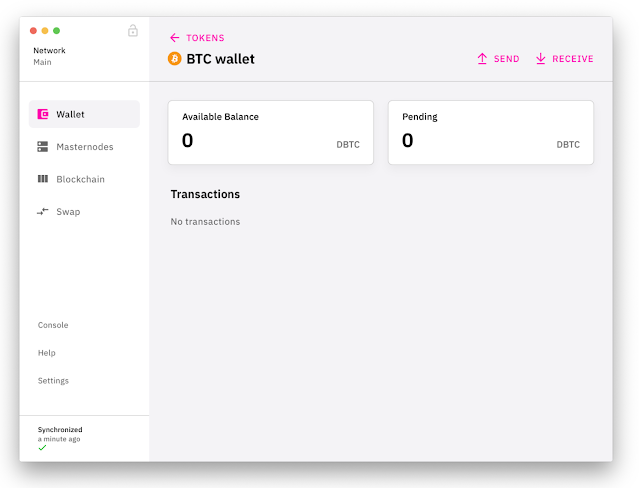 Network
Main
Wallet
Masternodes
Blockchain
Swap
Console
Help
Settings
Synchronized
a minute ago
TOKENS
BTC wallet
SEND
RECEIVE
Available Balance
0
DBTC
Pending
0
DBTC
Transactions
No transactions